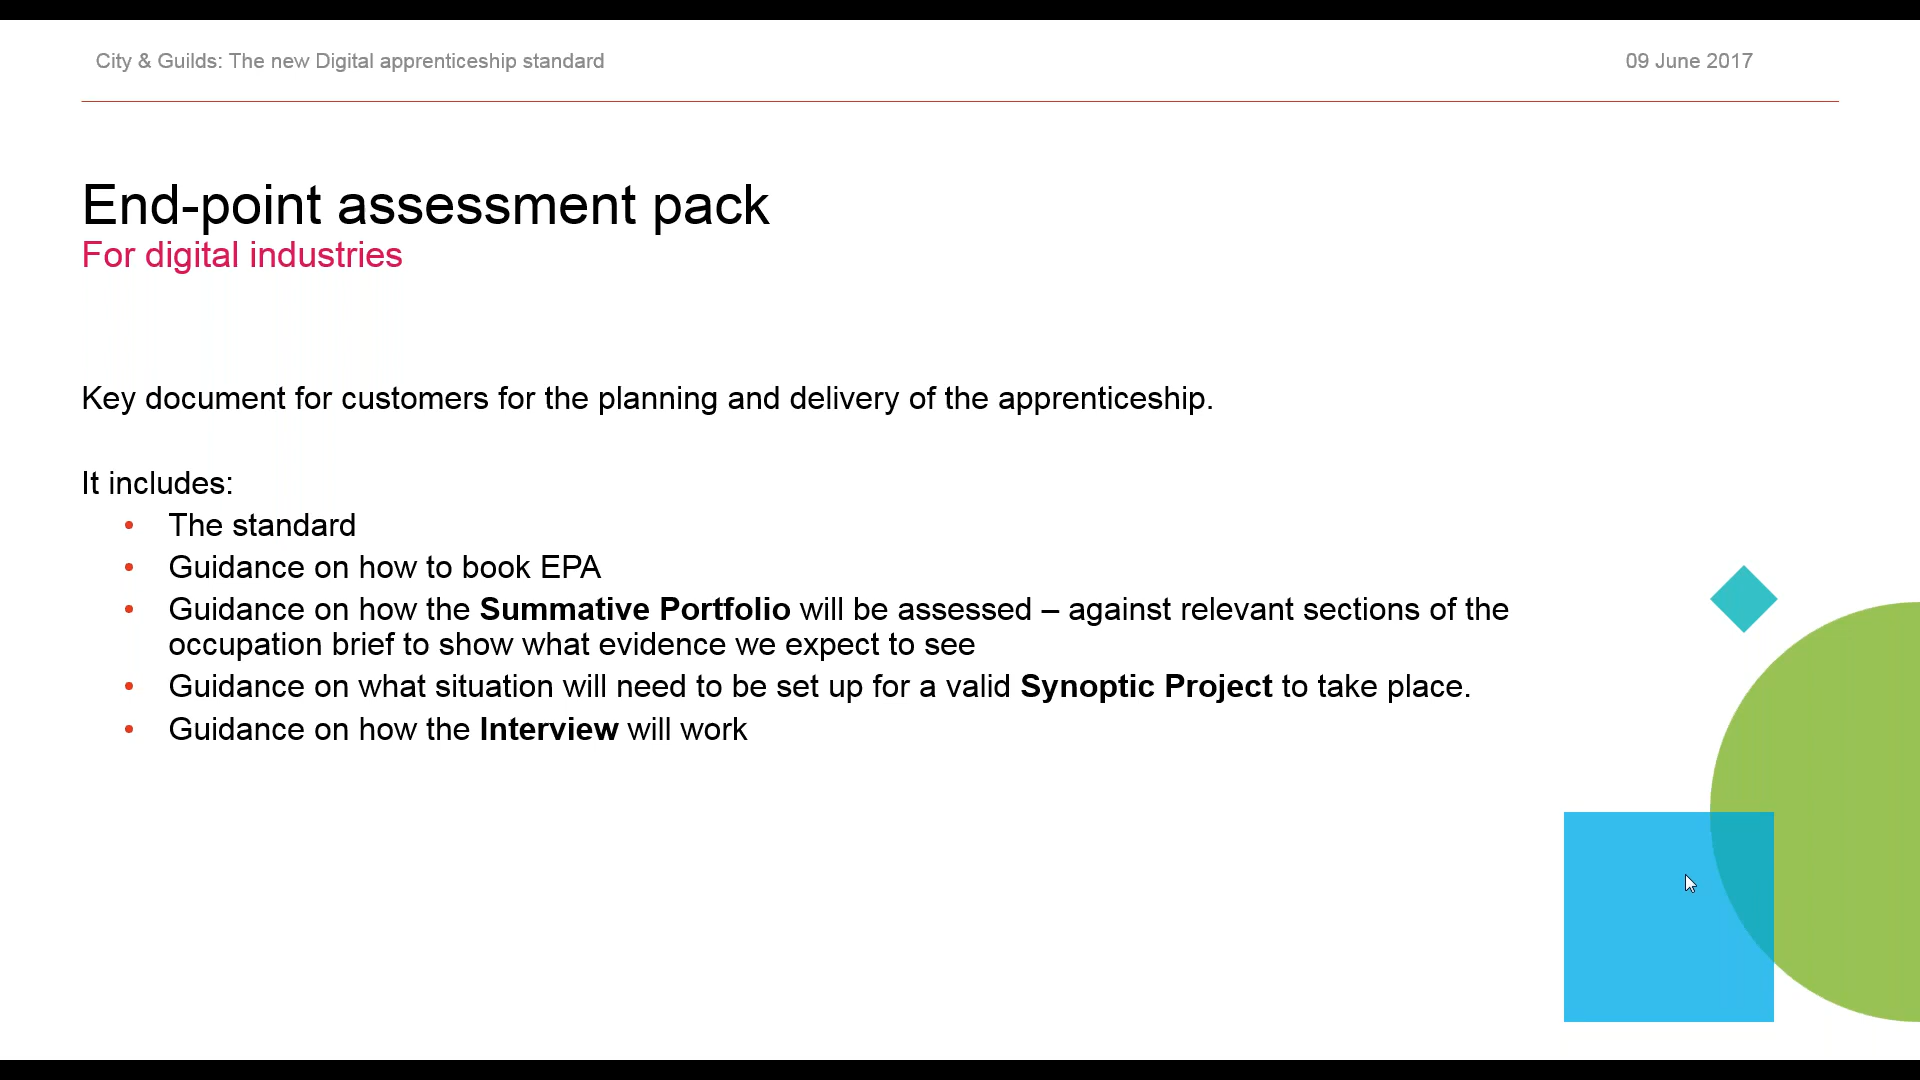 City & Guilds: The new Digital apprenticeship standard
09 June 2017
End-point assessment pack
For digital industries
Key document for customers for the planning and delivery of the apprenticeship.
It includes:
• The standard
• Guidance on how to book EPA
• Guidance on how the Summative Portfolio will be assessed – against relevant sections of the
occupation brief to show what evidence we expect to see
• Guidance on what situation will need to be set up for a valid Synoptic Project to take place.
• Guidance on how the Interview will work